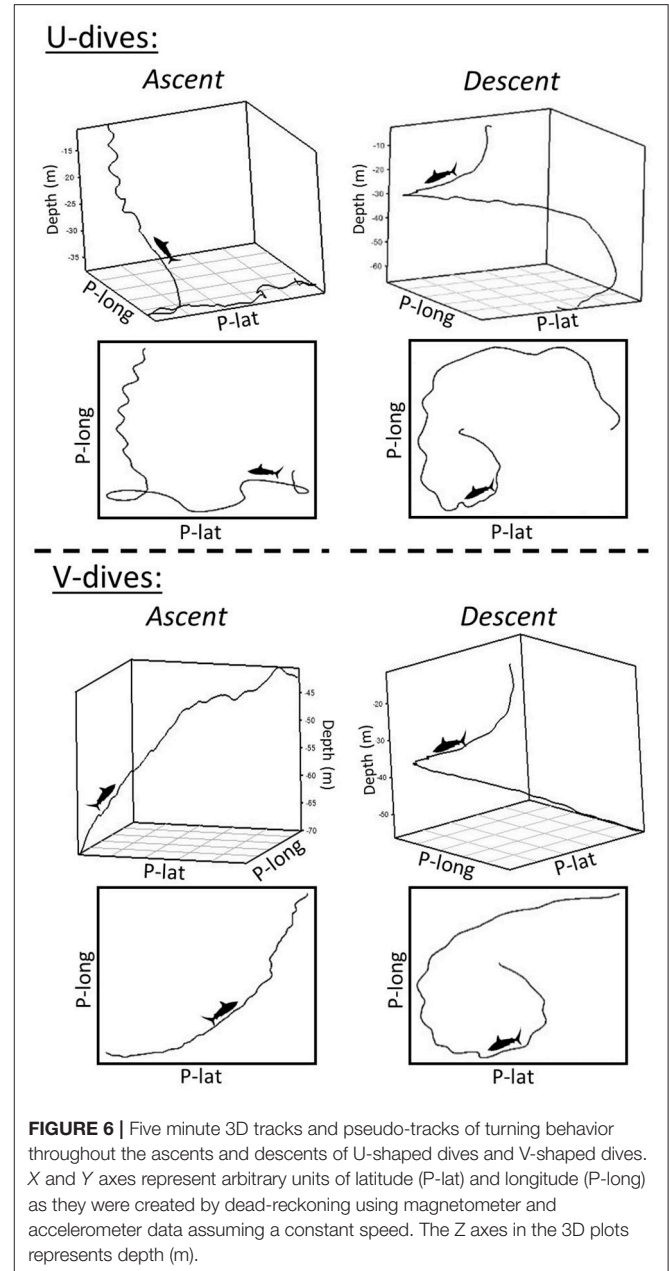 U-dives:
Ascent
Descent
-15
-20
-25
-30
-35
Depth (m)
P-long
P-lat
-10
-20
-30
-40
-50
-60
Depth (m)
P-long
P-lat
P-long
P-lat
P-long
P-lat
V-dives:
Ascent
Descent
-45
-50
-55
-60
-65
-70
Depth (m)
P-lat
P-long
-20
-30
-40
-50
Depth (m)
P-long
P-lat
P-long
P-lat
P-long
P-lat
FIGURE 6 | Five minute 3D tracks and pseudo-tracks of turning behavior
throughout the ascents and descents of U-shaped dives and V-shaped dives.
X and Y axes represent arbitrary units of latitude (P-lat) and longitude (P-long)
as they were created by dead-reckoning using magnetometer and
accelerometer data assuming a constant speed. The Z axes in the 3D plots
represents depth (m).